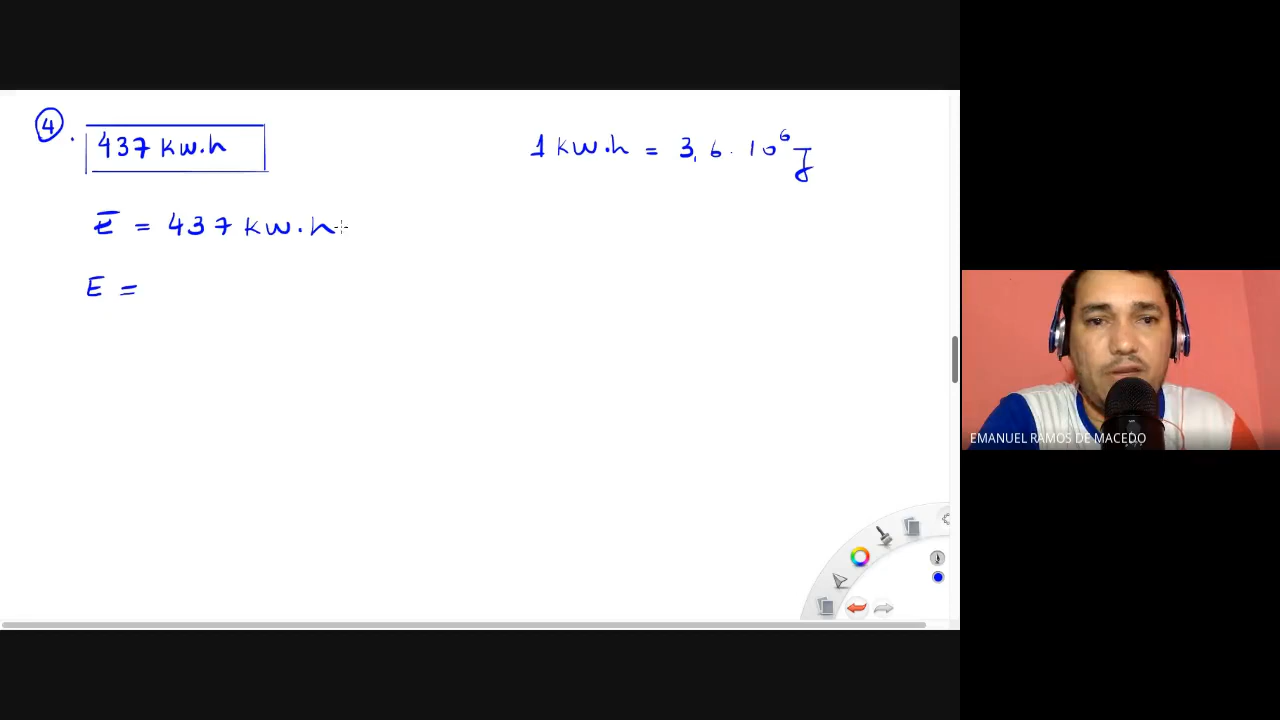 4. 437 kw.h
1 kw.h = 3,6 . 10⁶ J
E = 437 kw.h
E =
EMANUEL RAMOS DE MACEDO